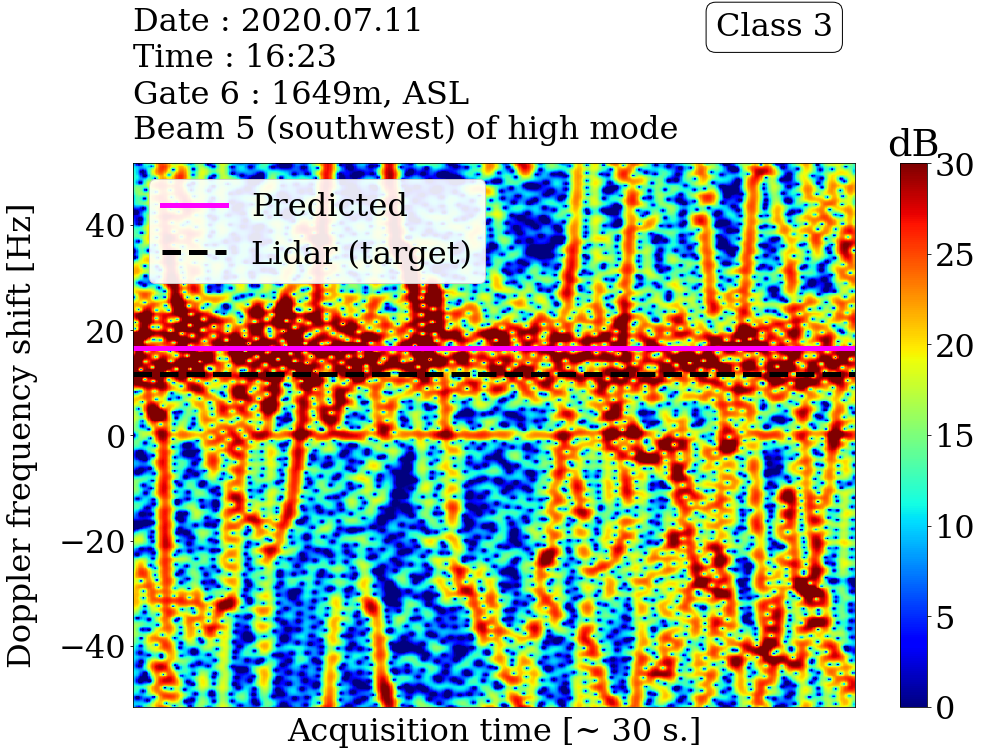 Date : 2020.07.11
Class 3
Time : 16:23
Gate 6 : 1649m, ASL
Beam 5 (southwest) of high mode
dB
Predicted
Lidar (target)
Doppler frequency shift [Hz]
40
20
0
−20
−40
30
25
20
15
10
5
0
Acquisition time [~ 30 s.]